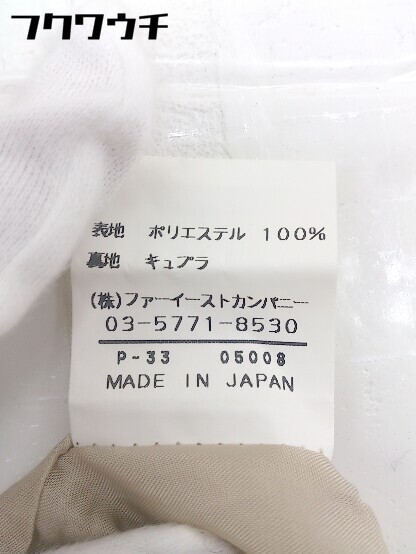 フクワウチ
表地 ポリエステル 100%
裏地 キュプラ
(株)ファーイーストカンパニー
03-5771-8530
P-33 05008
MADE IN JAPAN